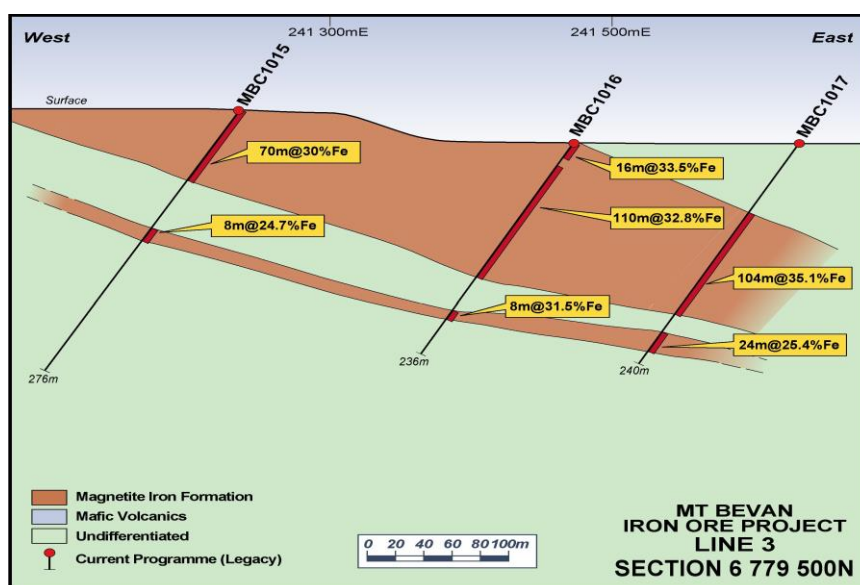 West
241 300mE
241 500mE
East
Surface
MBC1015
MBC1016
MBC1017
70m@30%Fe
16m@33.5%Fe
110m@32.8%Fe
8m@24.7%Fe
104m@35.1%Fe
8m@31.5%Fe
24m@25.4%Fe
276m
236m
240m
Magnetite Iron Formation
Mafic Volcanics
Undifferentiated
Current Programme (Legacy)
0 20 40 60 80 100m
MT BEVAN
IRON ORE PROJECT
LINE 3
SECTION 6 779 500N